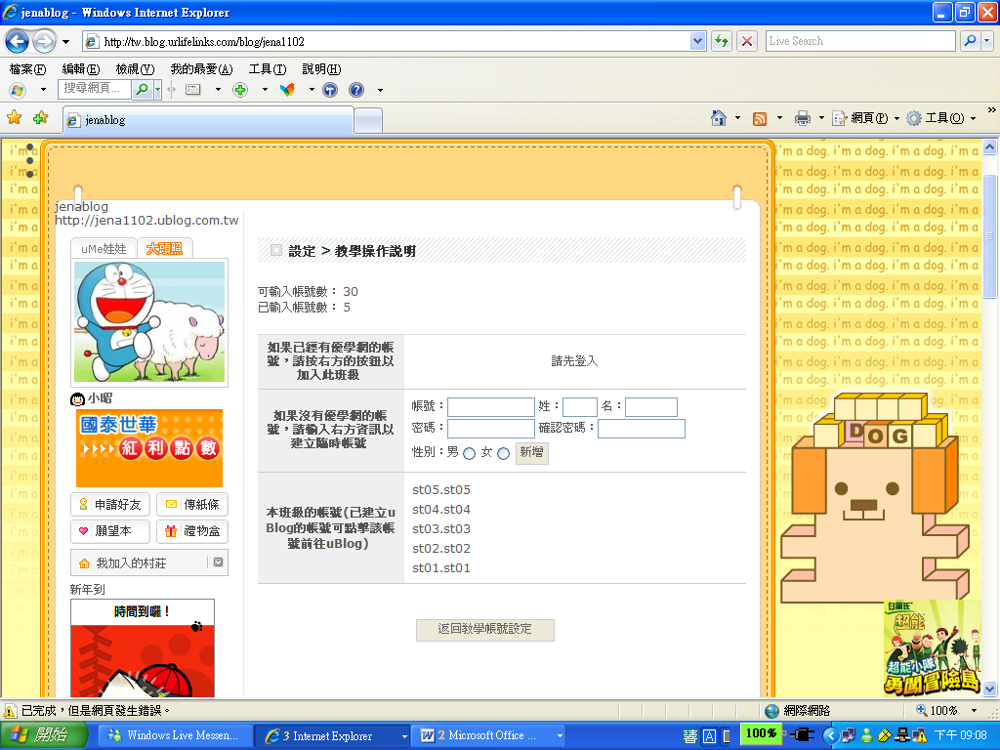 jenablog - Windows Internet Explorer
http://tw.blog.urlifelinks.com/blog/jena1102
Live Search
檔案(F) 編輯(E) 檢視(V) 我的最愛(A) 工具(T) 說明(H)
搜尋網頁...
jenablog
網頁(P) 工具(O)
i'm a dog. i'm a dog. i'm a dog. i'm a
jenablog
http://jena1102.ublog.com.tw
uMe娃娃 大頭照
設定 > 教學操作說明
可輸入帳號數： 30
已輸入帳號數： 5
如果已經有優學網的帳號，請按右方的按鈕以加入此班級
請先登入
小昭
如果沒有優學網的帳號，請輸入右方資訊以建立臨時帳號
帳號： 姓： 名：
密碼： 確認密碼：
性別：男 女 新增
國泰世華
紅利點數
本班級的帳號(已建立uBlog的帳號可點擊該帳號前往uBlog)
st05.st05
st04.st04
st03.st03
st02.st02
st01.st01
申請好友 傳紙條
願望本 禮物盒
我加入的村莊
新年到
時間到囉！
返回教學帳號設定
DOG
白蘭氏
超能
超能小隊
勇闖冒險島
已完成，但是網頁發生錯誤。
網際網路 100%
開始
Windows Live Messen...
3 Internet Explorer
2 Microsoft Office ...
100%
下午 09:08